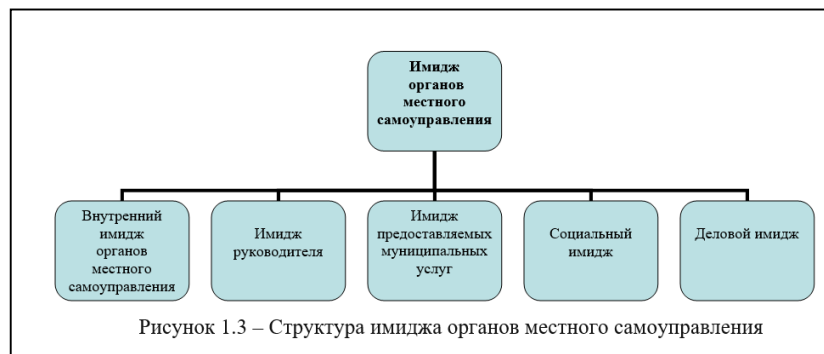 Имидж
органов
местного
самоуправления
Внутренний
имидж
органов
местного
самоуправления
Имидж
руководителя
Имидж
предоставляемых
муниципальных
услуг
Социальный
имидж
Деловой имидж
Рисунок 1.3 – Структура имиджа органов местного самоуправления